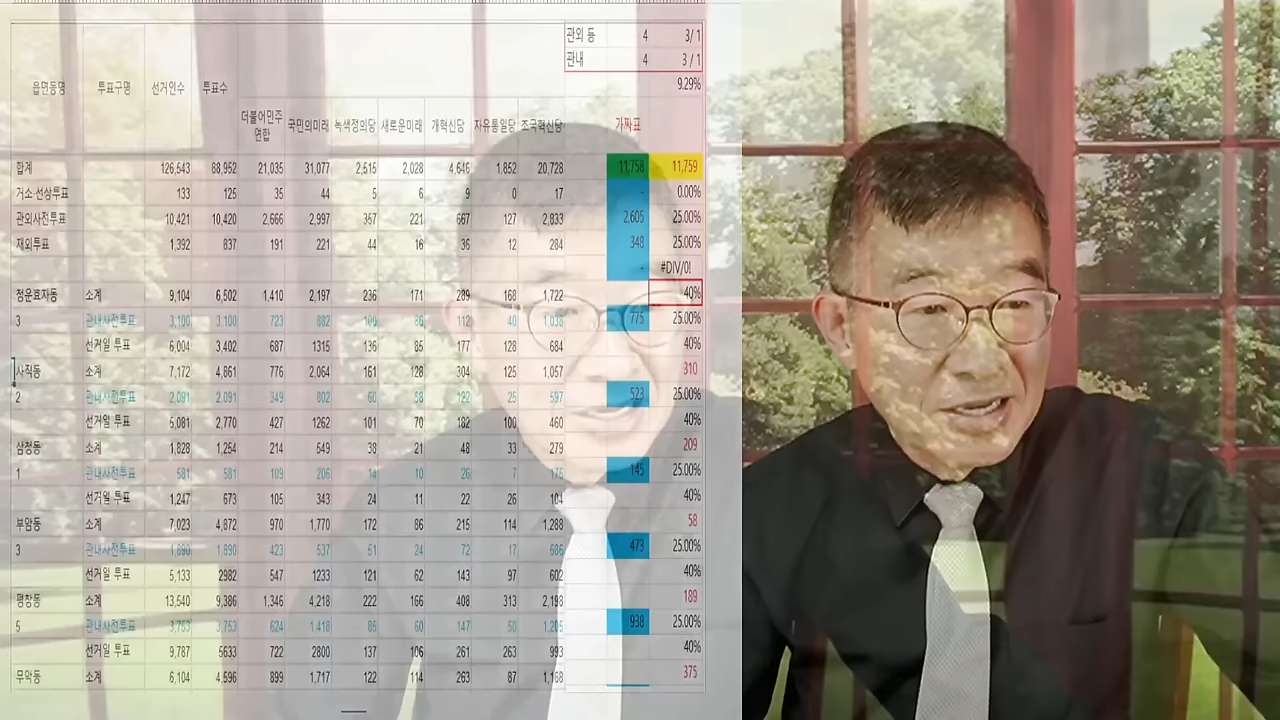 관외 등 4 3/ 1
관내 4 3 / 1
9.29%
읍면동명 투표구명 선거인수 투표수
더불어민주연합 국민의미래 녹색정의당 새로운미래 개혁신당 자유통일당 조국혁신당 가짜표
합계 126,543 88,952 21,035 31,077 2,615 2,028 4,646 1,852 20,728 11,758 11,759
거소·선상투표 133 125 35 44 5 6 9 0 17 - 0.00%
관외사전투표 10,421 10,420 2,666 2,997 357 221 667 127 2,833 2,605 25.00%
재외투표 1,392 837 191 221 44 16 36 12 284 348 25.00%
- #DIV/0!
청운효자동 소계 9,104 6,502 1,410 2,197 236 171 289 168 1,722 40%
3 관내사전투표 3,100 3,100 723 882 100 86 112 40 1,038 775 25.00%
선거일 투표 6,004 3,402 687 1315 136 85 177 128 684 40%
사직동 소계 7,172 4,861 776 2,064 161 128 304 125 1,057 310
2 관내사전투표 2,091 2,091 349 802 60 58 122 25 597 523 25.00%
선거일 투표 5,081 2,770 427 1262 101 70 182 100 460 40%
삼청동 소계 1,828 1,254 214 549 38 21 48 33 279 209
1 관내사전투표 581 581 109 206 14 10 26 7 175 145 25.00%
선거일 투표 1,247 673 105 343 24 11 22 26 104 40%
부암동 소계 7,023 4,872 970 1,770 172 86 215 114 1,288 58
3 관내사전투표 1,890 1,890 423 537 51 24 72 17 686 473 25.00%
선거일 투표 5,133 2982 547 1233 121 62 143 97 602 40%
평창동 소계 13,540 9,386 1,346 4,218 222 166 408 313 2,198 189
5 관내사전투표 3,753 3,753 624 1 418 85 60 147 50 1,205 938 25.00%
선거일 투표 9,787 5633 722 2800 137 106 261 263 993 40%
무악동 소계 6,104 4,596 899 1,717 122 114 263 87 1,168 375